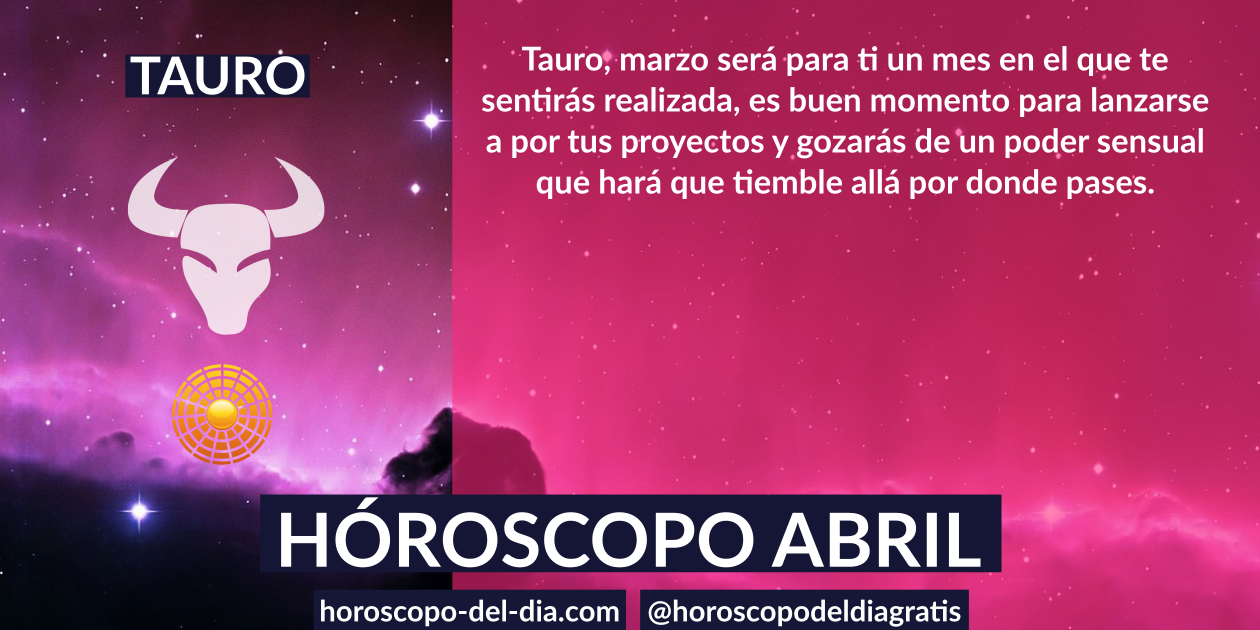 TAURO
Tauro, marzo será para ti un mes en el que te
sentirás realizada, es buen momento para lanzarse
a por tus proyectos y gozarás de un poder sensual
que hará que tiemble allá por donde pases.
HÓROSCOPO ABRIL
horoscopo-del-dia.com
@horoscopodeldiagratis